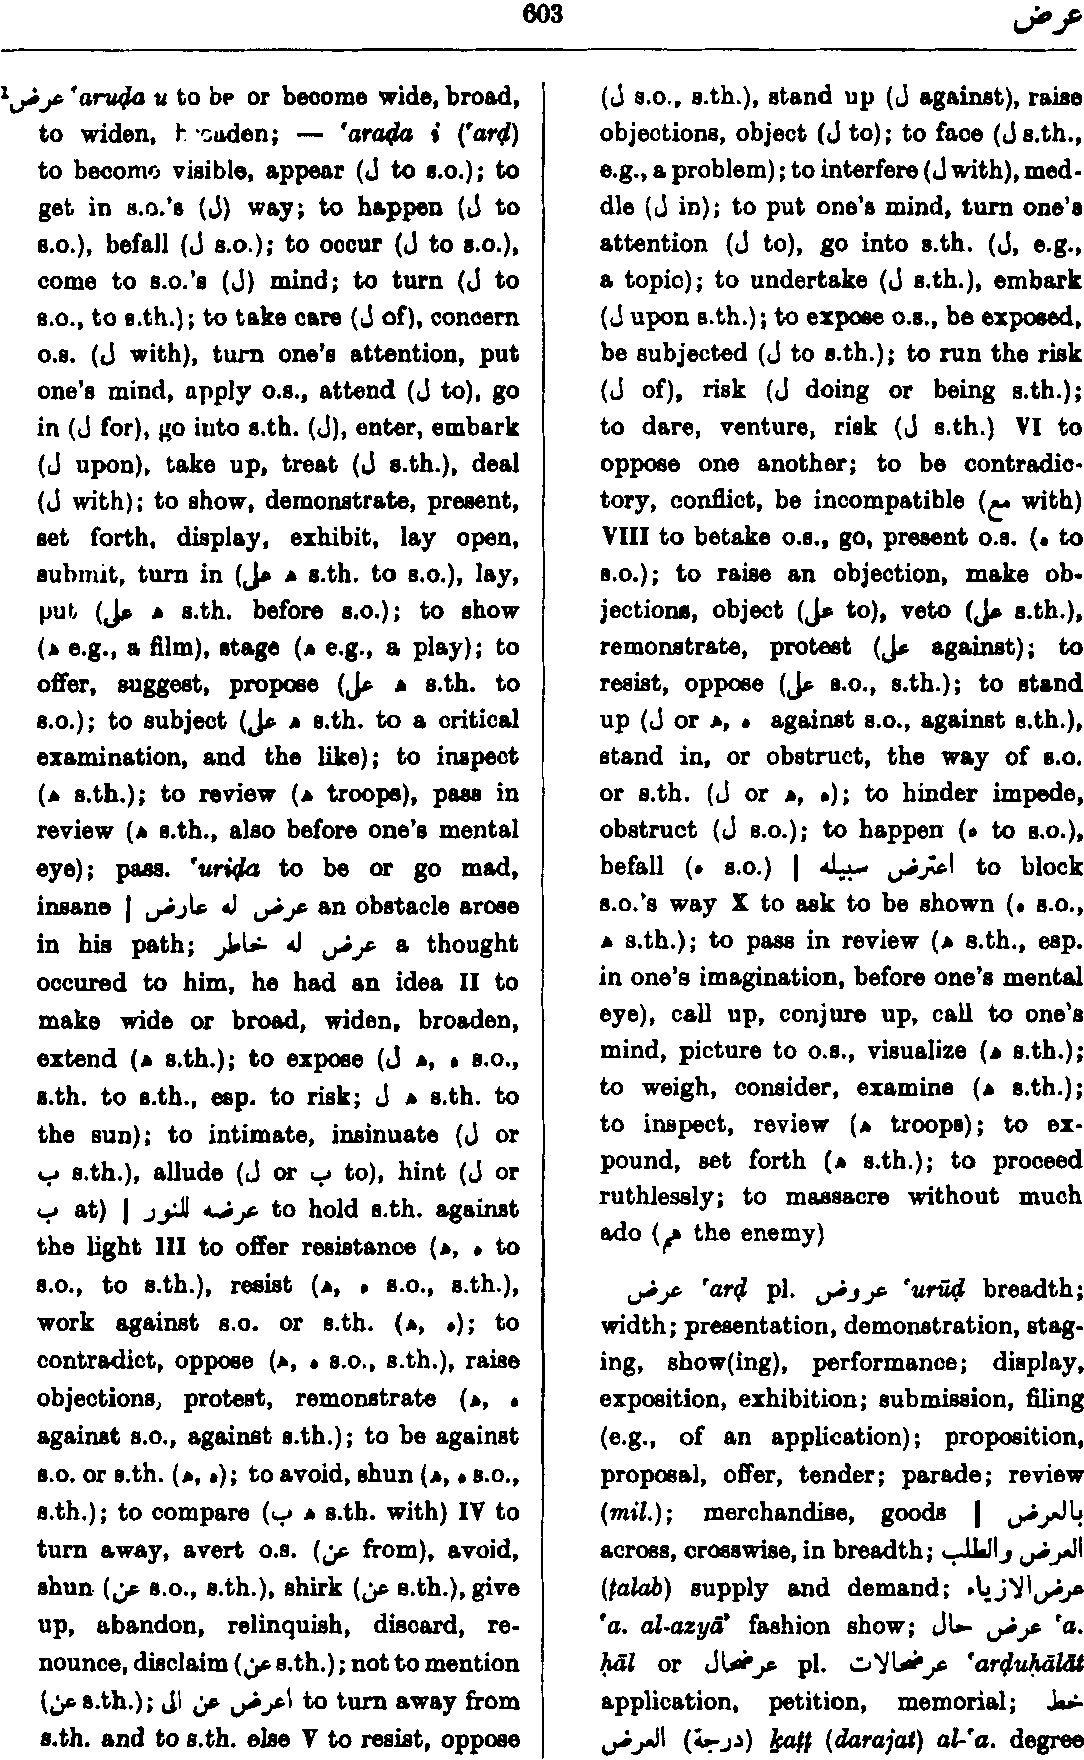 603
عرض
¹عرض ‘aruḍa u to be or become wide, broad,
to widen, broaden; — ‘araḍa i (‘arḍ)
to become visible, appear (ل to s.o.); to
get in s.o.'s (ل) way; to happen (ل to
s.o.), befall (ل s.o.); to occur (ل to s.o.),
come to s.o.'s (ل) mind; to turn (ل to
s.o., to s.th.); to take care (ل of), concern
o.s. (ل with), turn one's attention, put
one's mind, apply o.s., attend (ل to), go
in (ل for), go into s.th. (ل), enter, embark
(ل upon), take up, treat (ل s.th.), deal
(ل with); to show, demonstrate, present,
set forth, display, exhibit, lay open,
submit, turn in (على ه s.th. to s.o.), lay,
put (على ه s.th. before s.o.); to show
(ه e.g., a film), stage (ه e.g., a play); to
offer, suggest, propose (على ه s.th. to
s.o.); to subject (على ه s.th. to a critical
examination, and the like); to inspect
(ه s.th.); to review (ه troops), pass in
review (ه s.th., also before one's mental
eye); pass. ‘uriḍa to be or go mad,
insane | عرض له عارض an obstacle arose
in his path; عرض له خاطر a thought
occured to him, he had an idea II to
make wide or broad, widen, broaden,
extend (ه s.th.); to expose (ل ه, ه s.o.,
s.th. to s.th., esp. to risk; ل ه s.th. to
the sun); to intimate, insinuate (ل or
ب s.th.), allude (ل or ب to), hint (ل or
ب at) | عرضه للنور to hold s.th. against
the light III to offer resistance (ه, ه to
s.o., to s.th.), resist (ه, ه s.o., s.th.),
work against s.o. or s.th. (ه, ه); to
contradict, oppose (ه, ه s.o., s.th.), raise
objections, protest, remonstrate (ه, ه
against s.o., against s.th.); to be against
s.o. or s.th. (ه, ه); to avoid, shun (ه, ه s.o.,
s.th.); to compare (ب ه s.th. with) IV to
turn away, avert o.s. (عن from), avoid,
shun (عن s.o., s.th.), shirk (عن s.th.), give
up, abandon, relinquish, discard, re-
nounce, disclaim (عن s.th.); not to mention
(عن s.th.); اعرض عن الى to turn away from
s.th. and to s.th. else V to resist, oppose
(ل s.o., s.th.), stand up (ل against), raise
objections, object (ل to); to face (ل s.th.,
e.g., a problem); to interfere (ل with), med-
dle (ل in); to put one's mind, turn one's
attention (ل to), go into s.th. (ل, e.g.,
a topic); to undertake (ل s.th.), embark
(ل upon s.th.); to expose o.s., be exposed,
be subjected (ل to s.th.); to run the risk
(ل of), risk (ل doing or being s.th.);
to dare, venture, risk (ل s.th.) VI to
oppose one another; to be contradic-
tory, conflict, be incompatible (مع with)
VIII to betake o.s., go, present o.s. (ه to
s.o.); to raise an objection, make ob-
jections, object (على to), veto (على s.th.),
remonstrate, protest (على against); to
resist, oppose (على s.o., s.th.); to stand
up (ل or ه, ه against s.o., against s.th.),
stand in, or obstruct, the way of s.o.
or s.th. (ل or ه, ه); to hinder impede,
obstruct (ل s.o.); to happen (ه to s.o.),
befall (ه s.o.) | اعترض سبيله to block
s.o.'s way X to ask to be shown (ه s.o.,
ه s.th.); to pass in review (ه s.th., esp.
in one's imagination, before one's mental
eye), call up, conjure up, call to one's
mind, picture to o.s., visualize (ه s.th.);
to weigh, consider, examine (ه s.th.);
to inspect, review (ه troops); to ex-
pound, set forth (ه s.th.); to proceed
ruthlessly; to massacre without much
ado (هم the enemy)
عرض ‘arḍ pl. عروض ‘urūḍ breadth;
width; presentation, demonstration, stag-
ing, show(ing), performance; display,
exposition, exhibition; submission, filing
(e.g., of an application); proposition,
proposal, offer, tender; parade; review
(mil.); merchandise, goods | بالعرض
across, crosswise, in breadth; العرض والطلب
(ṭalab) supply and demand; عرض الازياء
‘a. al-azyā’ fashion show; عرض حال ‘a.
ḥāl or عرضحال pl. عرضحالات ‘arḍuḥālāt
application, petition, memorial; خط
العرض (درجة) ḵaṭṭ (darajat) al-‘a. degree